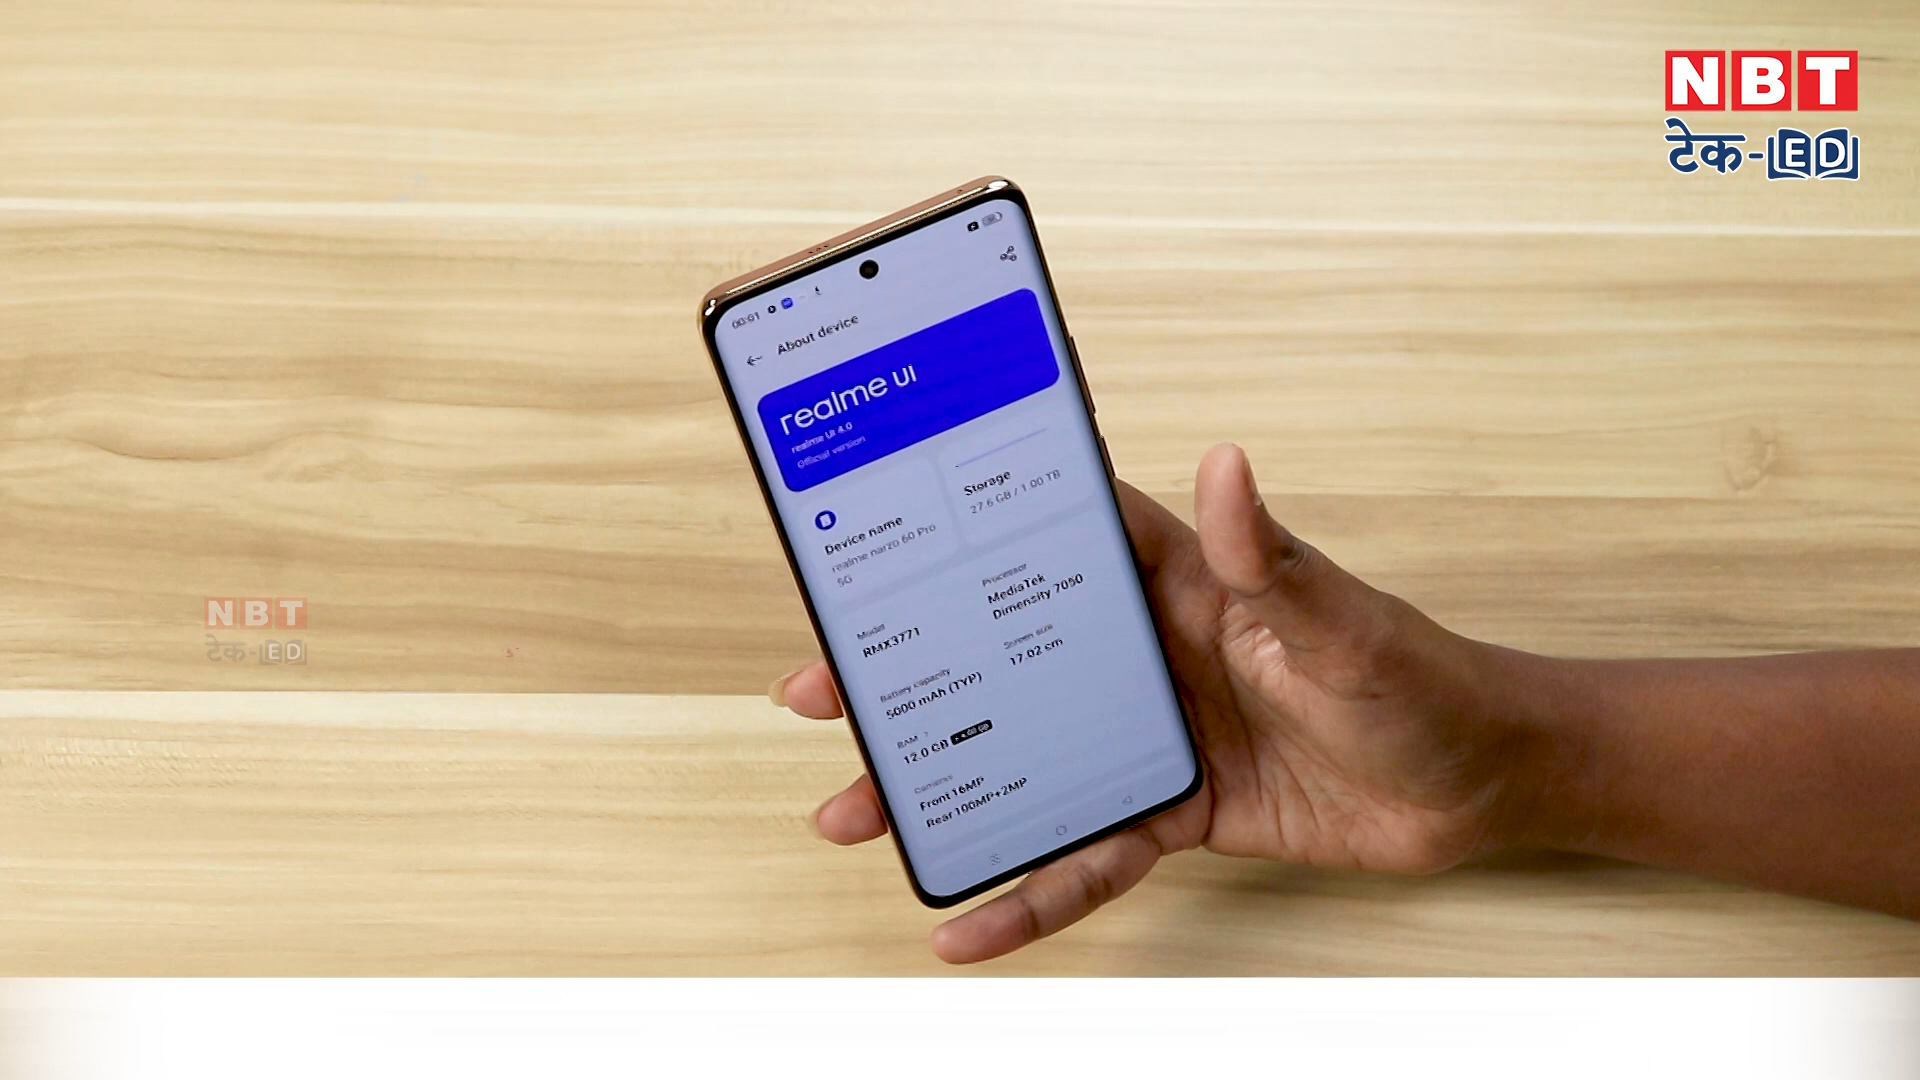 NBT
टेक-ED
00:01
About device
realme UI
realme UI 4.0
Official version
Storage
27.6 GB / 1.00 TB
Device name
realme narzo 60 Pro
5G
Processor
MediaTek
Dimensity 7050
Model
RMX3771
Screen size
17.02 cm
Battery capacity
5000 mAh (TYP)
RAM
12.0 GB
Cameras
Front 16MP
Rear 100MP+2MP
NBT
टेक-ED